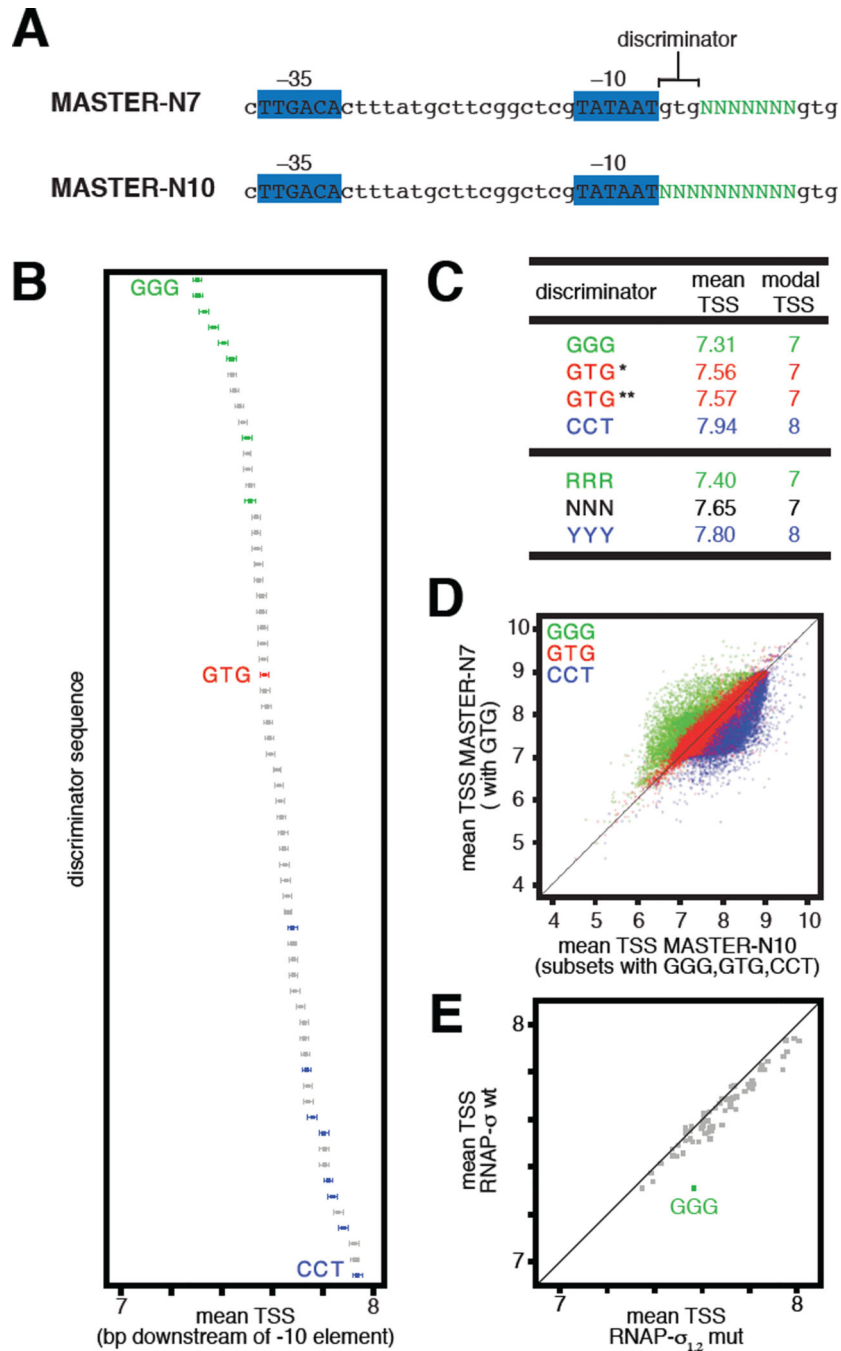 A
discriminator
–35
–10
MASTER-N7
cTTGACActttatgcttcggctcgTATAATgtgNNNNNNNgtg
–35
–10
MASTER-N10
cTTGACActttatgcttcggctcgTATAATNNNNNNNNNNgtg
B
GGG
GTG
CCT
discriminator sequence
7
8
mean TSS
(bp downstream of -10 element)
C
discriminator mean TSS modal TSS
GGG 7.31 7
GTG * 7.56 7
GTG ** 7.57 7
CCT 7.94 8
RRR 7.40 7
NNN 7.65 7
YYY 7.80 8
D
GGG
GTG
CCT
10
9
8
7
6
5
4
mean TSS MASTER-N7
( with GTG)
4 5 6 7 8 9 10
mean TSS MASTER-N10
(subsets with GGG,GTG,CCT)
E
8
7
mean TSS
RNAP-σ wt
GGG
7 8
mean TSS
RNAP-σ1.2 mut